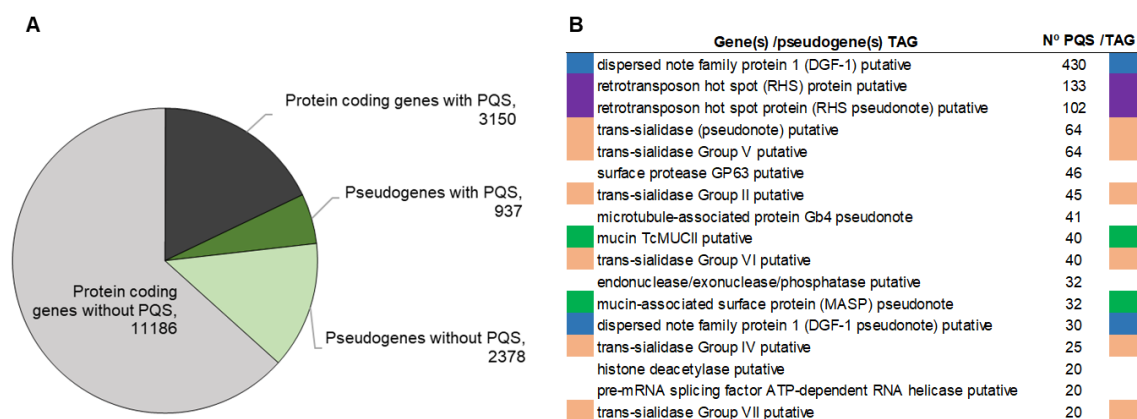 A
Protein coding genes with PQS,
3150
Pseudogenes with PQS,
937
Protein coding
genes without PQS,
11186
Pseudogenes without PQS,
2378
B
Gene(s) /pseudogene(s) TAG Nº PQS /TAG
dispersed note family protein 1 (DGF-1) putative 430
retrotransposon hot spot (RHS) protein putative 133
retrotransposon hot spot protein (RHS pseudonote) putative 102
trans-sialidase (pseudonote) putative 64
trans-sialidase Group V putative 64
surface protease GP63 putative 46
trans-sialidase Group II putative 45
microtubule-associated protein Gb4 pseudonote 41
mucin TcMUCII putative 40
trans-sialidase Group VI putative 40
endonuclease/exonuclease/phosphatase putative 32
mucin-associated surface protein (MASP) pseudonote 32
dispersed note family protein 1 (DGF-1 pseudonote) putative 30
trans-sialidase Group IV putative 25
histone deacetylase putative 20
pre-mRNA splicing factor ATP-dependent RNA helicase putative 20
trans-sialidase Group VII putative 20